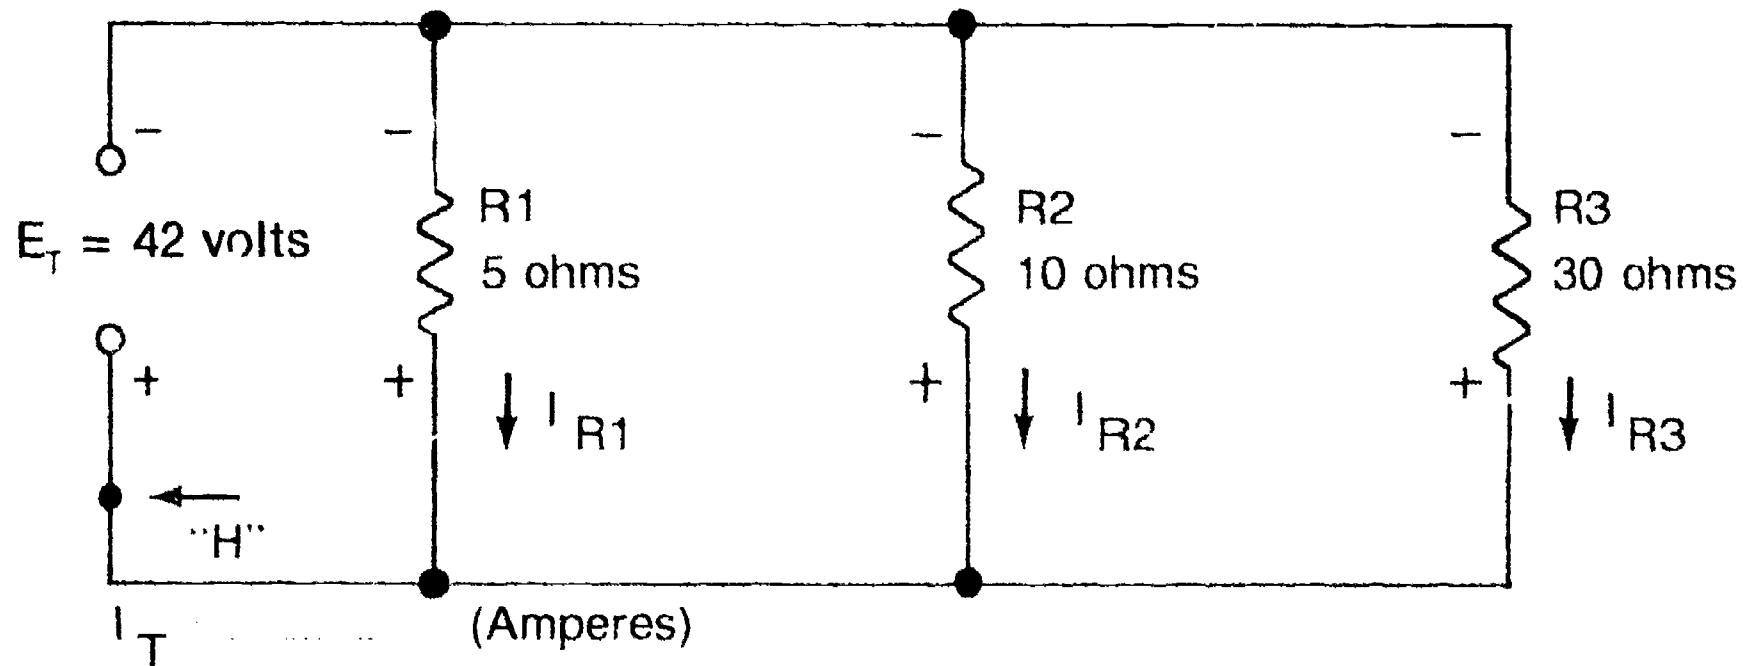 − − − −
R1 R2 R3
E_T = 42 volts
5 ohms 10 ohms 30 ohms
+ + + +
I_R1 I_R2 I_R3
"H"
I_T (Amperes)